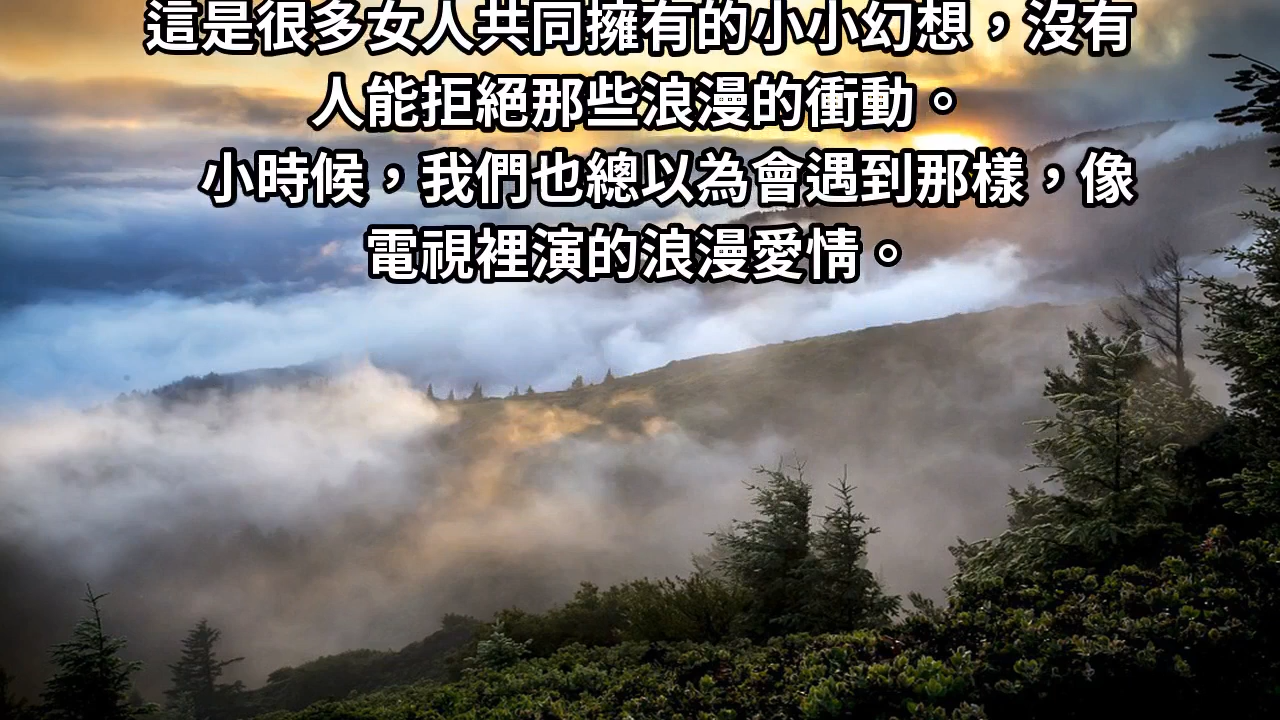 這是很多女人共同擁有的小小幻想，沒有
人能拒絕那些浪漫的衝動。
小時候，我們也總以為會遇到那樣，像
電視裡演的浪漫愛情。